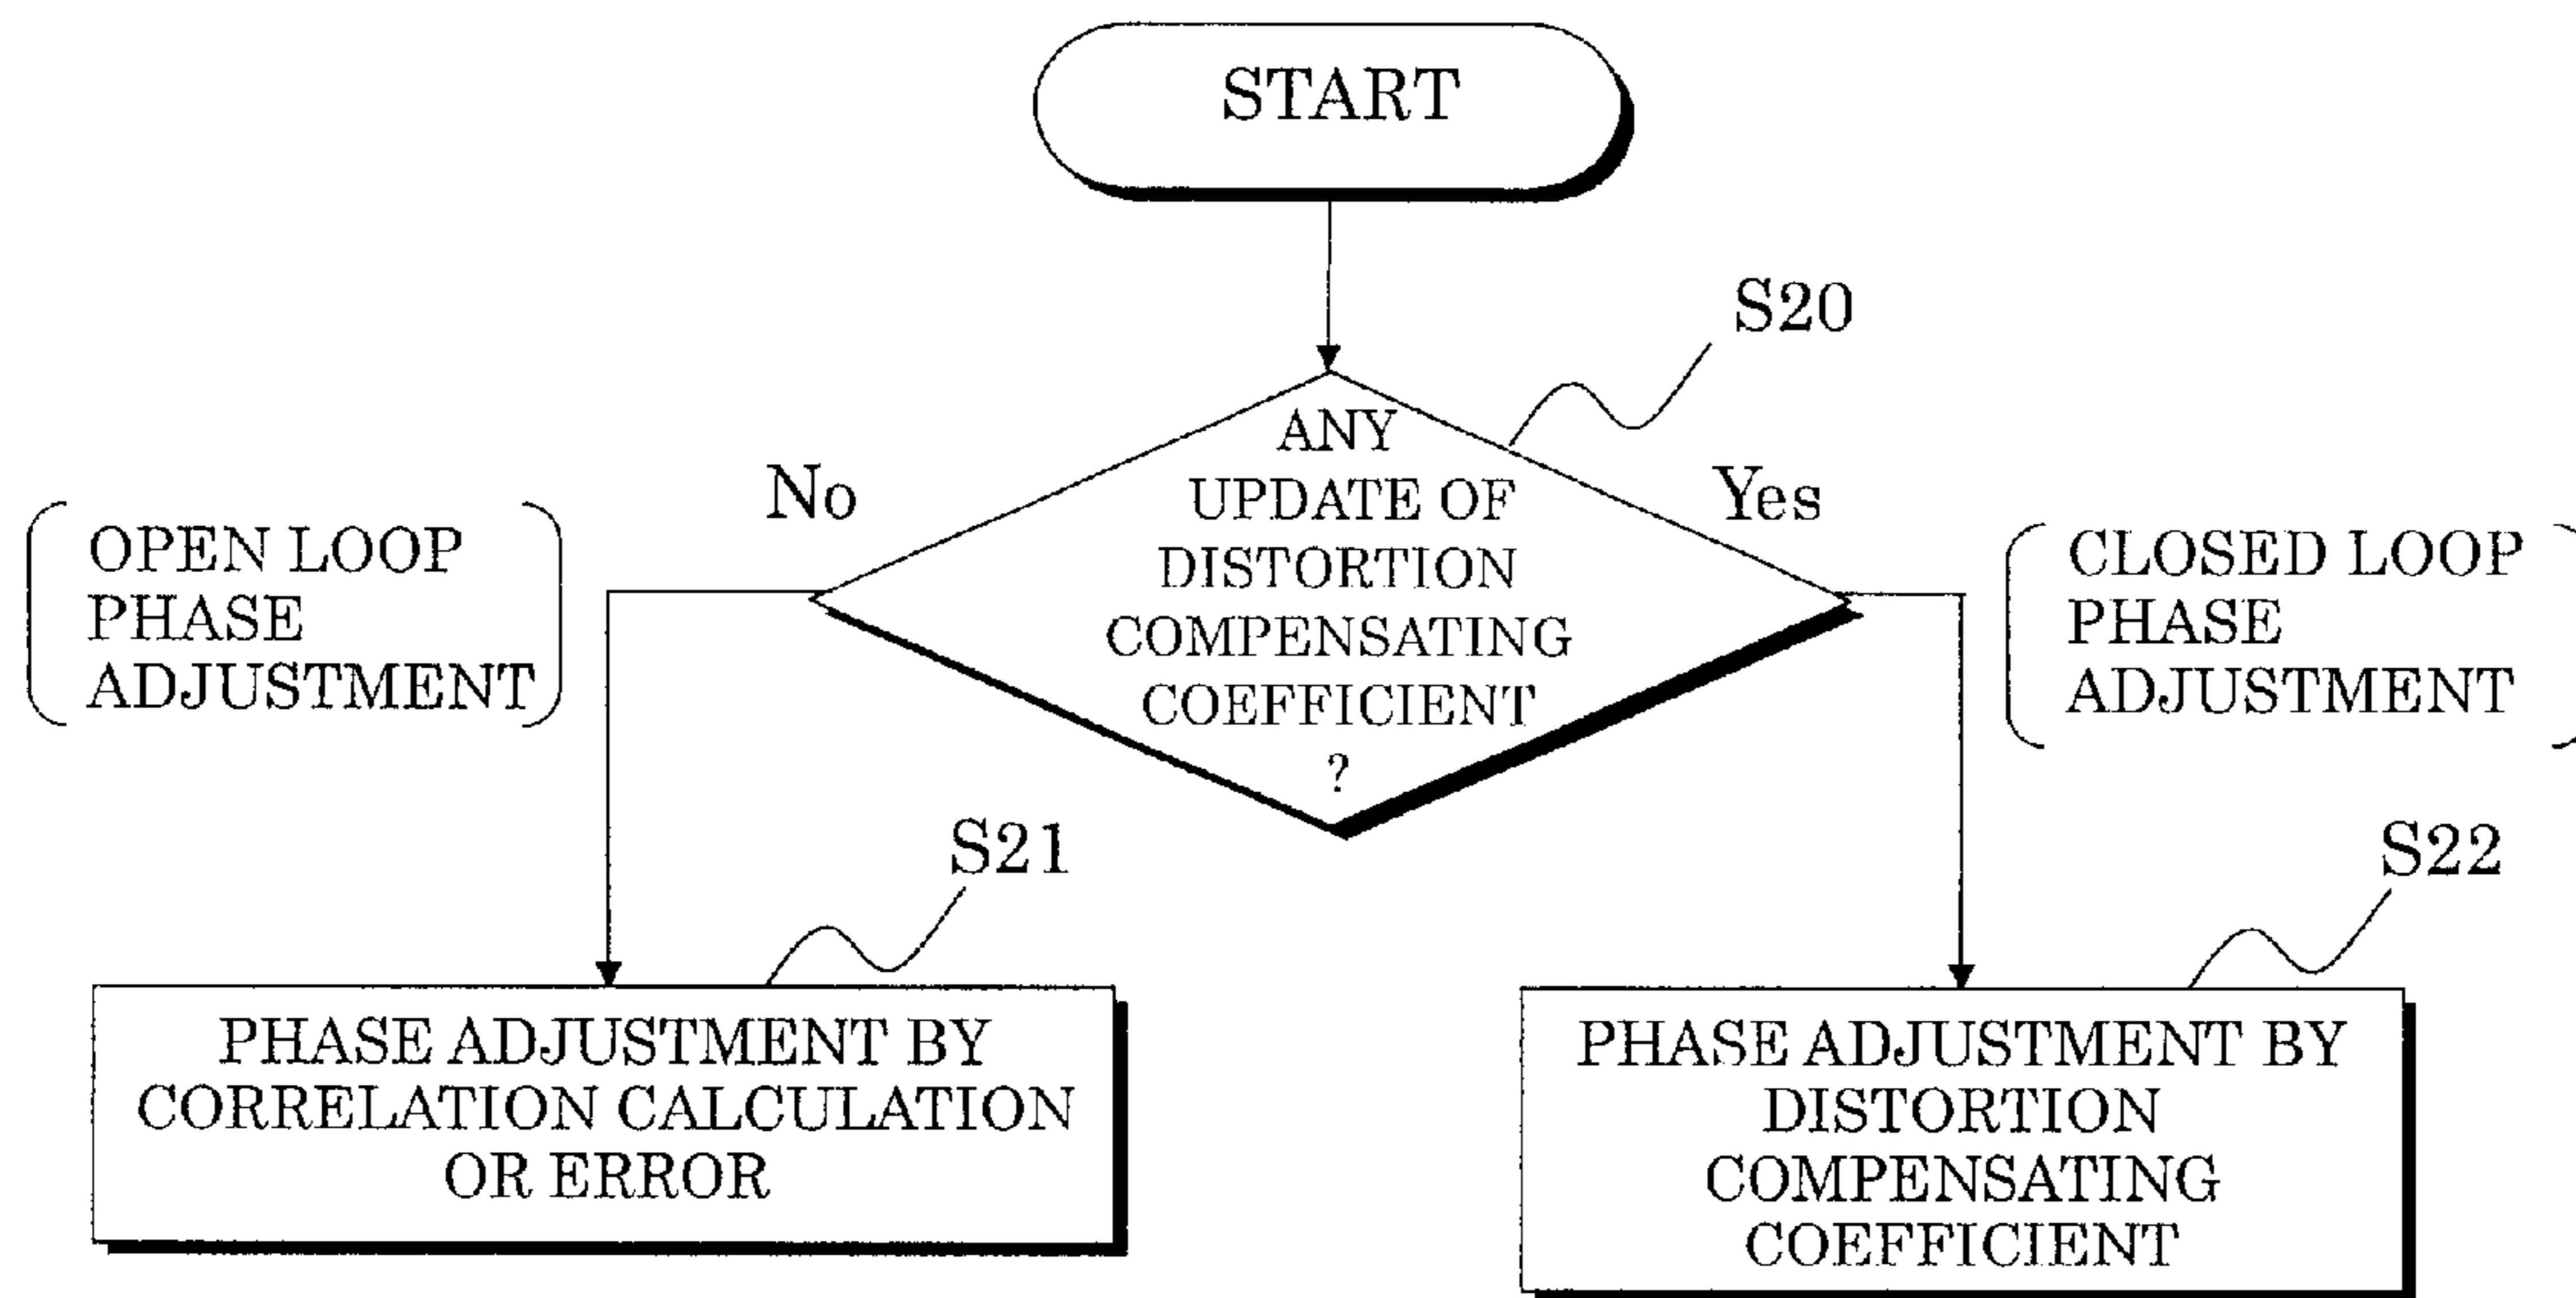 START
S20
ANY
UPDATE OF
DISTORTION
COMPENSATING
COEFFICIENT
?
No
Yes
OPEN LOOP
PHASE
ADJUSTMENT
CLOSED LOOP
PHASE
ADJUSTMENT
S21
S22
PHASE ADJUSTMENT BY
CORRELATION CALCULATION
OR ERROR
PHASE ADJUSTMENT BY
DISTORTION
COMPENSATING
COEFFICIENT